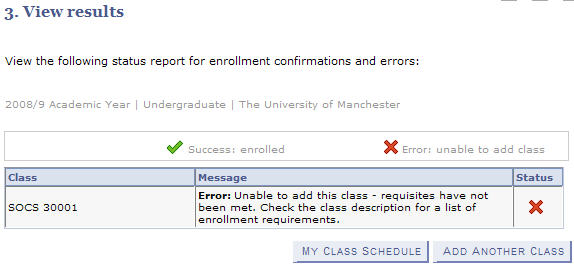 3. View results
View the following status report for enrollment confirmations and errors:
2008/9 Academic Year | Undergraduate | The University of Manchester
Success: enrolled Error: unable to add class
Class Message Status
SOCS 30001 Error: Unable to add this class - requisites have not
been met. Check the class description for a list of
enrollment requirements.
MY CLASS SCHEDULE ADD ANOTHER CLASS